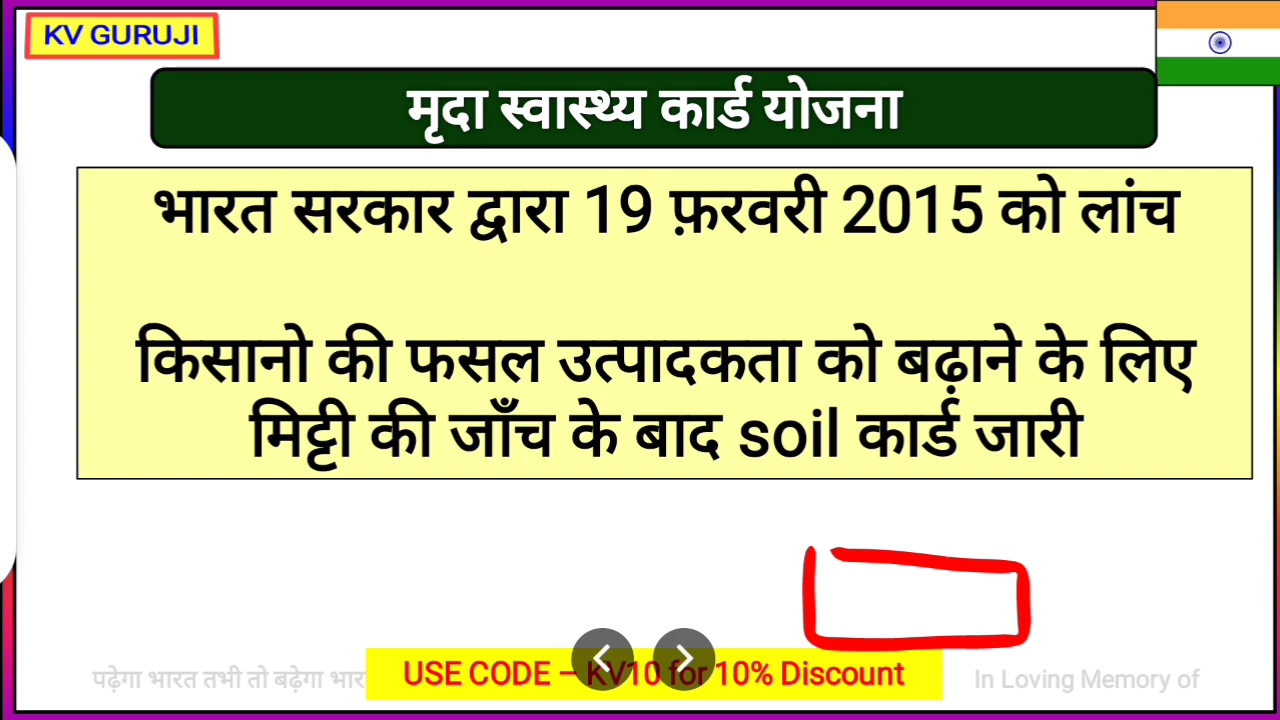 KV GURUJI
मृदा स्वास्थ्य कार्ड योजना
भारत सरकार द्वारा 19 फ़रवरी 2015 को लांच
किसानो की फसल उत्पादकता को बढ़ाने के लिए
मिट्टी की जाँच के बाद soil कार्ड जारी
पढ़ेगा भारत तभी तो बढ़ेगा भार
USE CODE – KV10 for 10% Discount
In Loving Memory of